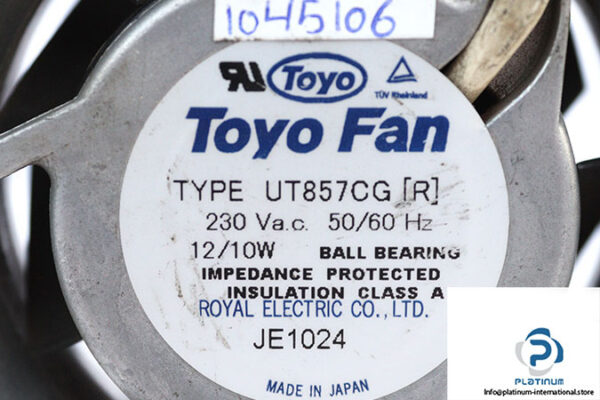 1045106
RU Toyo TÜV Rheinland
Toyo Fan
TYPE UT857CG [R]
230 Va.c. 50/60 Hz
12/10W BALL BEARING
IMPEDANCE PROTECTED
INSULATION CLASS A
ROYAL ELECTRIC CO., LTD.
JE1024
MADE IN JAPAN
PLATINUM
Info@platinum-international.store